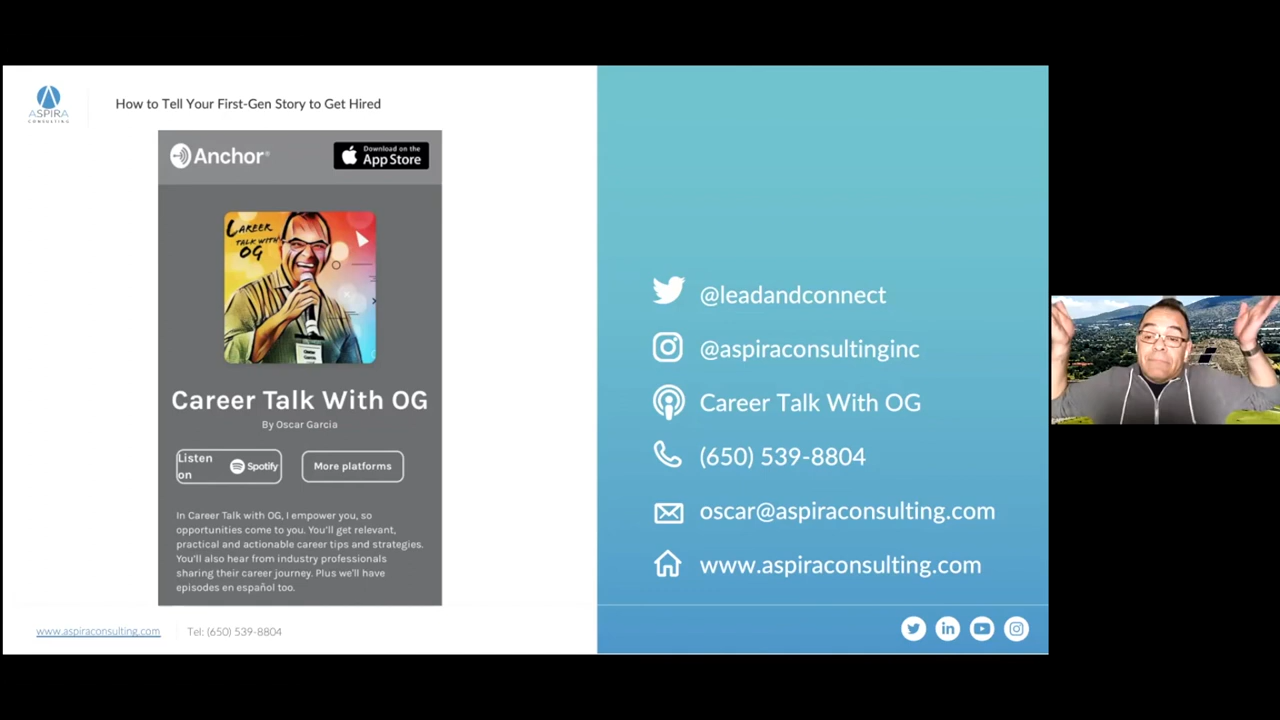 ASPIRA
CONSULTING
How to Tell Your First-Gen Story to Get Hired
Anchor®
Download on the
App Store
CAREER
TALK WITH
OG
Career Talk With OG
By Oscar Garcia
Listen
on
Spotify
More platforms
In Career Talk with OG, I empower you, so
opportunities come to you. You'll get relevant,
practical and actionable career tips and strategies.
You'll also hear from industry professionals
sharing their career journey. Plus we'll have
episodes en español too.
www.aspiraconsulting.com
Tel: (650) 539-8804
@leadandconnect
@aspiraconsultinginc
Career Talk With OG
(650) 539-8804
oscar@aspiraconsulting.com
www.aspiraconsulting.com
in